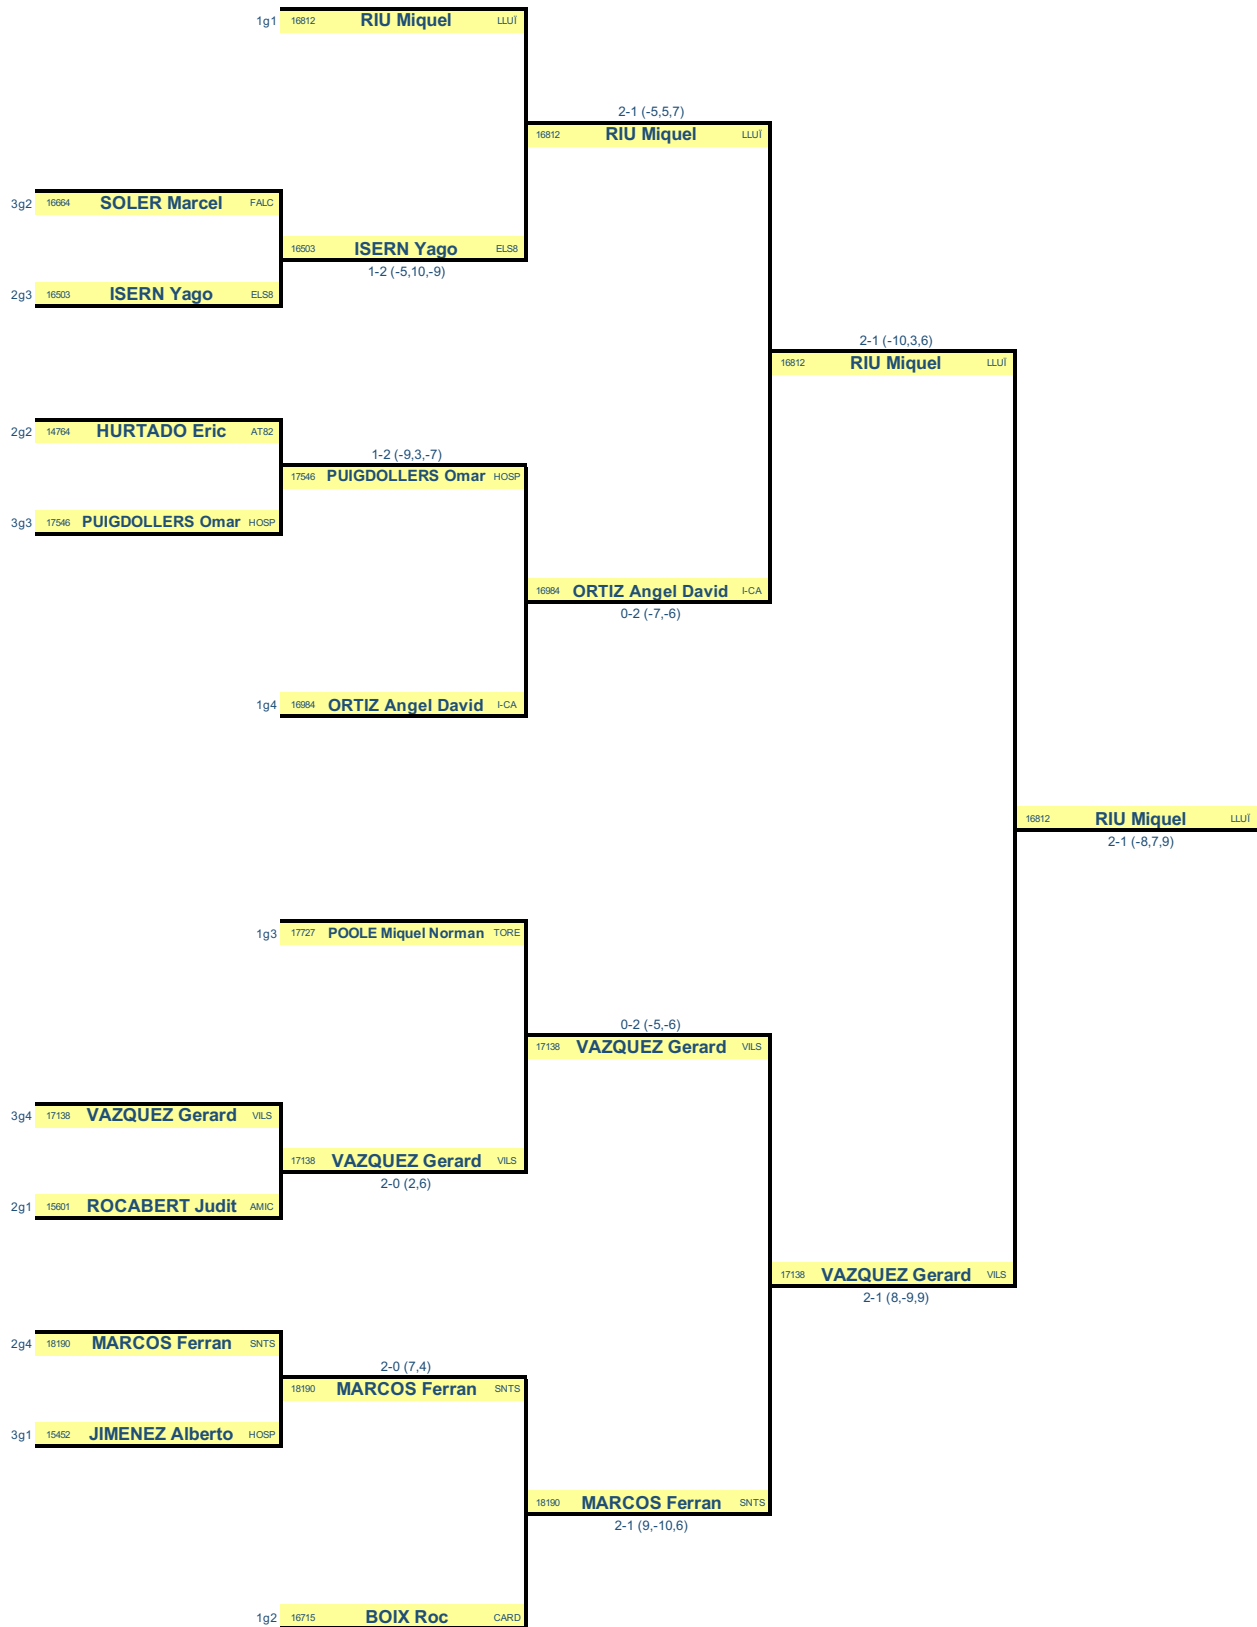 1g1 16812 RIU Miquel LLUÏ
2-1 (-5,5,7)
16812 RIU Miquel LLUÏ
3g2 16664 SOLER Marcel FALC
16503 ISERN Yago ELS8
1-2 (-5,10,-9)
2g3 16503 ISERN Yago ELS8
2-1 (-10,3,6)
16812 RIU Miquel LLUÏ
2g2 14764 HURTADO Eric AT82
1-2 (-9,3,-7)
17546 PUIGDOLLERS Omar HOSP
3g3 17546 PUIGDOLLERS Omar HOSP
16984 ORTIZ Angel David I-CA
0-2 (-7,-6)
1g4 16984 ORTIZ Angel David I-CA
16812 RIU Miquel LLUÏ
2-1 (-8,7,9)
1g3 17727 POOLE Miquel Norman TORE
0-2 (-5,-6)
17138 VAZQUEZ Gerard VILS
3g4 17138 VAZQUEZ Gerard VILS
17138 VAZQUEZ Gerard VILS
2-0 (2,6)
2g1 15601 ROCABERT Judit AMIC
17138 VAZQUEZ Gerard VILS
2-1 (8,-9,9)
2g4 18190 MARCOS Ferran SNTS
2-0 (7,4)
18190 MARCOS Ferran SNTS
3g1 15452 JIMENEZ Alberto HOSP
18190 MARCOS Ferran SNTS
2-1 (9,-10,6)
1g2 16715 BOIX Roc CARD